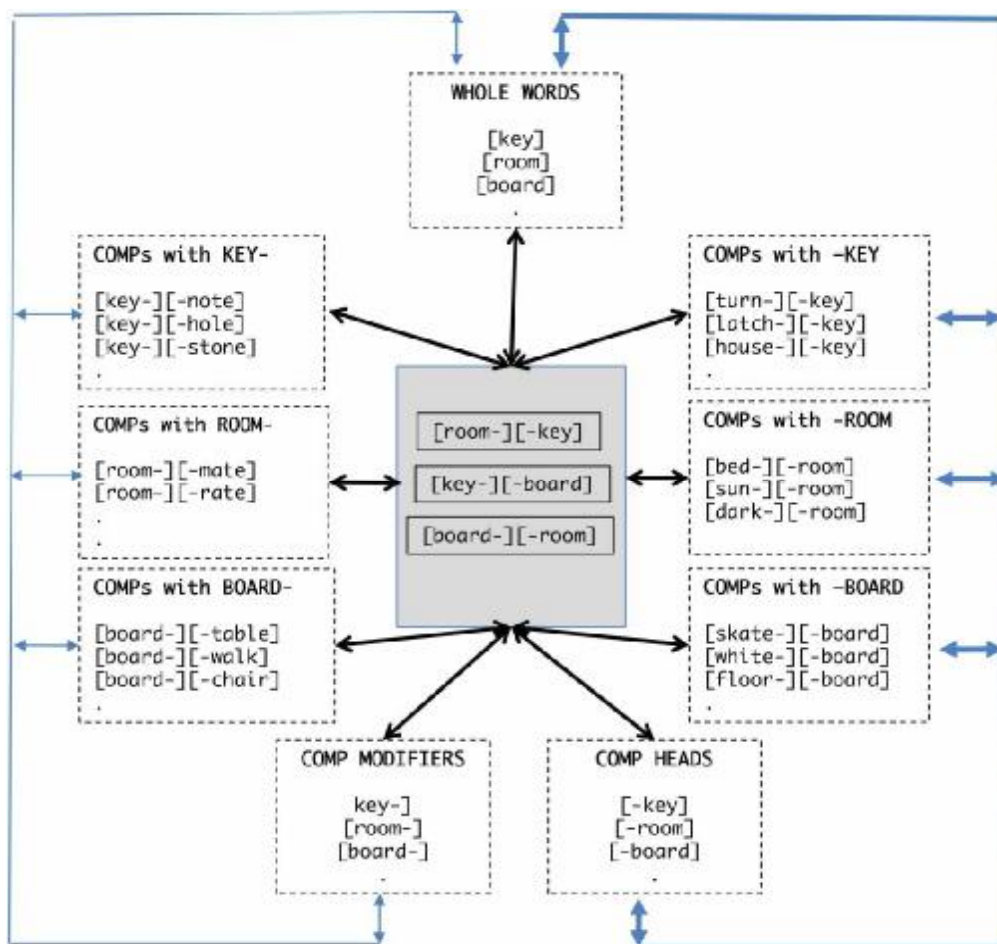 WHOLE WORDS
[key]
[room]
[board]
.
COMPs with KEY-
[key-][-note]
[key-][-hole]
[key-][-stone]
.
COMPs with –KEY
[turn-][-key]
[latch-][-key]
[house-][-key]
.
[room-][-key]
[key-][-board]
[board-][-room]
COMPs with ROOM-
[room-][-mate]
[room-][-rate]
.
.
COMPs with –ROOM
[bed-][-room]
[sun-][-room]
[dark-][-room]
COMPs with BOARD-
[board-][-table]
[board-][-walk]
[board-][-chair]
.
COMPs with –BOARD
[skate-][-board]
[white-][-board]
[floor-][-board]
.
COMP MODIFIERS
key-]
[room-]
[board-]
.
COMP HEADS
[-key]
[-room]
[-board]
.